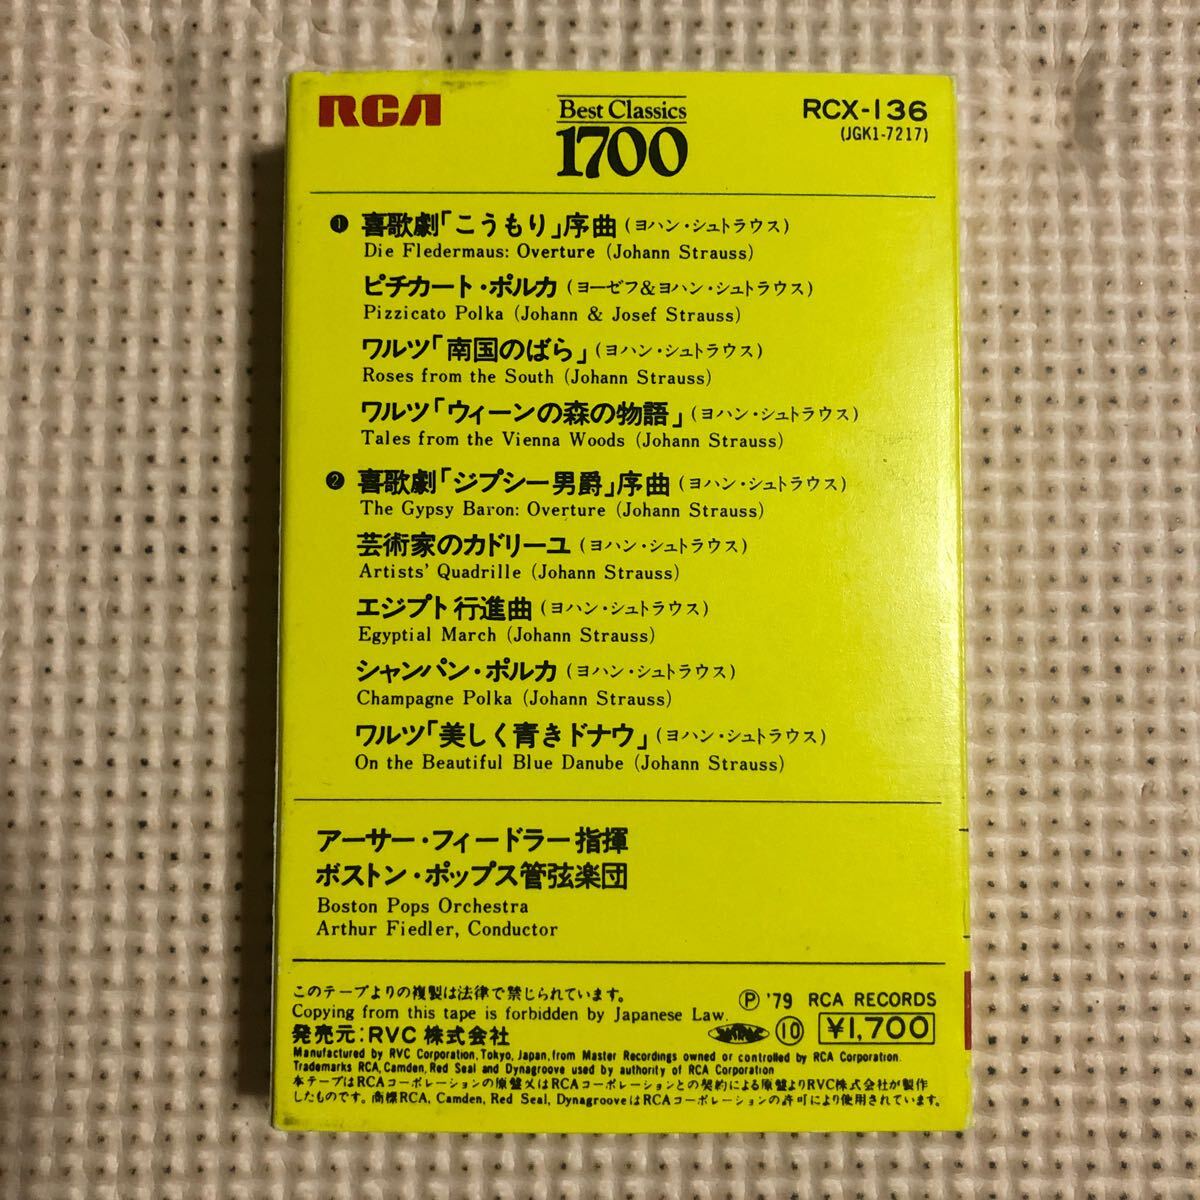 RCA
Best Classics
1700
RCX-136
(JGK1-7217)
❶ 喜歌劇「こうもり」序曲(ヨハン・シュトラウス)
Die Fledermaus: Overture (Johann Strauss)
ピチカート・ポルカ(ヨーゼフ&ヨハン・シュトラウス)
Pizzicato Polka (Johann & Josef Strauss)
ワルツ「南国のばら」(ヨハン・シュトラウス)
Roses from the South (Johann Strauss)
ワルツ「ウィーンの森の物語」(ヨハン・シュトラウス)
Tales from the Vienna Woods (Johann Strauss)
❷ 喜歌劇「ジプシー男爵」序曲(ヨハン・シュトラウス)
The Gypsy Baron: Overture (Johann Strauss)
芸術家のカドリーユ(ヨハン・シュトラウス)
Artists' Quadrille (Johann Strauss)
エジプト行進曲(ヨハン・シュトラウス)
Egyptial March (Johann Strauss)
シャンパン・ポルカ(ヨハン・シュトラウス)
Champagne Polka (Johann Strauss)
ワルツ「美しく青きドナウ」(ヨハン・シュトラウス)
On the Beautiful Blue Danube (Johann Strauss)
アーサー・フィードラー指揮
ボストン・ポップス管弦楽団
Boston Pops Orchestra
Arthur Fiedler, Conductor
このテープよりの複製は法律で禁じられています。
Copying from this tape is forbidden by Japanese Law.
Ⓟ '79 RCA RECORDS
発売元:RVC株式会社
⑩ ¥1,700
Manufactured by RVC Corporation, Tokyo, Japan, from Master Recordings owned or controlled by RCA Corporation.
Trademarks RCA, Camden, Red Seal and Dynagroove used by authority of RCA Corporation
本テープはRCAコーポレーションの原盤又はRCAコーポレーションとの契約による原盤よりRVC株式会社が製作
したものです。商標RCA, Camden, Red Seal, DynagrooveはRCAコーポレーションの許可により使用されています。